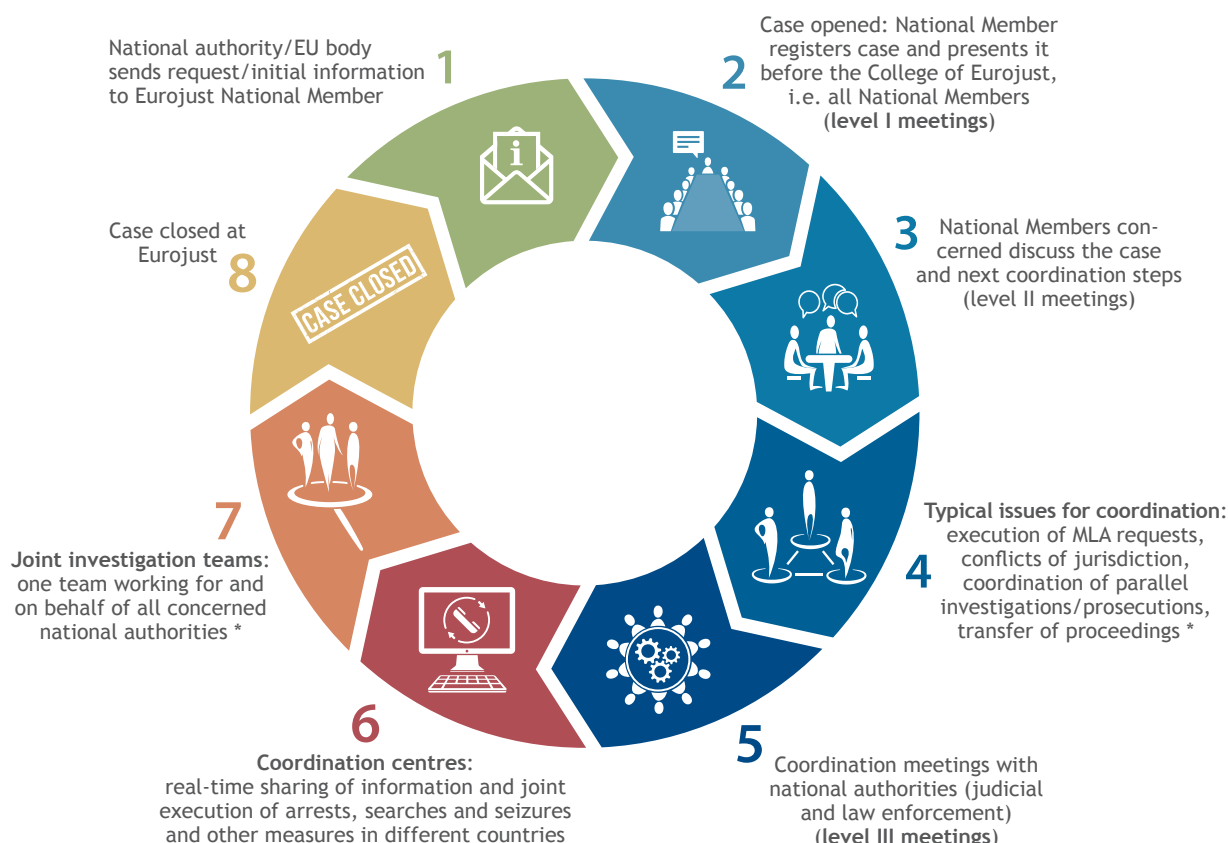 1
National authority/EU body
sends request/initial information
to Eurojust National Member
2
Case opened: National Member
registers case and presents it
before the College of Eurojust,
i.e. all National Members
(level I meetings)
3
National Members con-
cerned discuss the case
and next coordination steps
(level II meetings)
4
Typical issues for coordination:
execution of MLA requests,
conflicts of jurisdiction,
coordination of parallel
investigations/prosecutions,
transfer of proceedings *
5
Coordination meetings with
national authorities (judicial
and law enforcement)
(level III meetings)
6
Coordination centres:
real-time sharing of information and joint
execution of arrests, searches and seizures
and other measures in different countries
7
Joint investigation teams:
one team working for and
on behalf of all concerned
national authorities *
8
Case closed at
Eurojust
CASE CLOSED
i